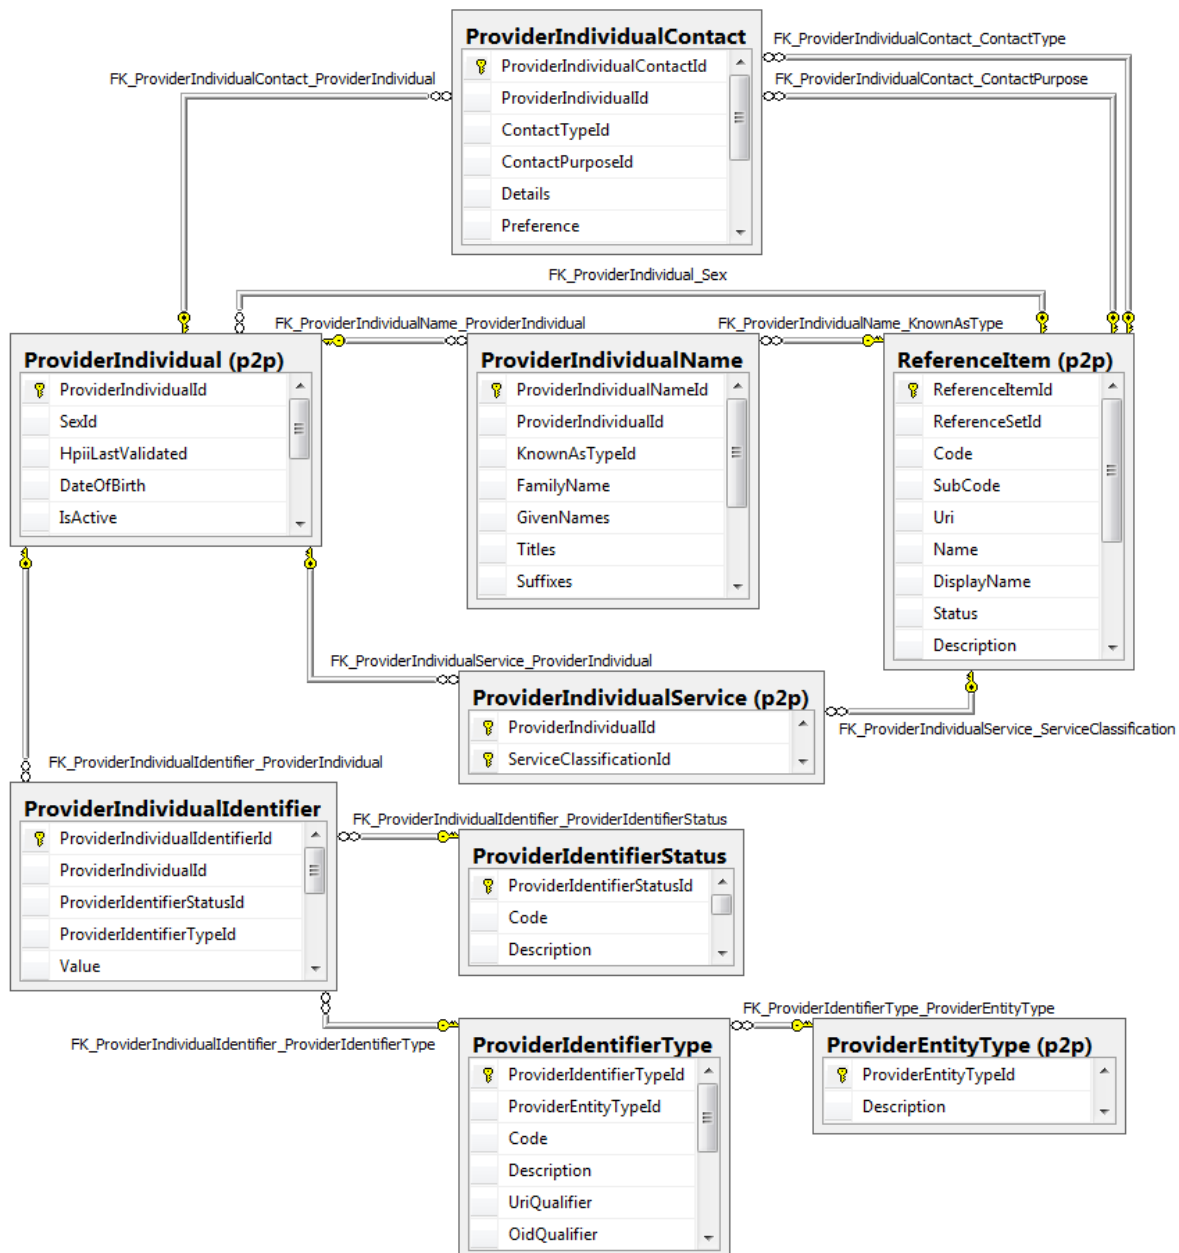 ProviderIndividualContact
ProviderIndividualContactId
ProviderIndividualId
ContactTypeId
ContactPurposeId
Details
Preference
FK_ProviderIndividualContact_ContactType
FK_ProviderIndividualContact_ContactPurpose
FK_ProviderIndividualContact_ProviderIndividual
FK_ProviderIndividual_Sex
FK_ProviderIndividualName_ProviderIndividual
FK_ProviderIndividualName_KnownAsType
ProviderIndividual (p2p)
ProviderIndividualId
SexId
HpiiLastValidated
DateOfBirth
IsActive
ProviderIndividualName
ProviderIndividualNameId
ProviderIndividualId
KnownAsTypeId
FamilyName
GivenNames
Titles
Suffixes
ReferenceItem (p2p)
ReferenceItemId
ReferenceSetId
Code
SubCode
Uri
Name
DisplayName
Status
Description
FK_ProviderIndividualService_ProviderIndividual
ProviderIndividualService (p2p)
ProviderIndividualId
ServiceClassificationId
FK_ProviderIndividualService_ServiceClassification
FK_ProviderIndividualIdentifier_ProviderIndividual
ProviderIndividualIdentifier
ProviderIndividualIdentifierId
ProviderIndividualId
ProviderIdentifierStatusId
ProviderIdentifierTypeId
Value
FK_ProviderIndividualIdentifier_ProviderIdentifierStatus
ProviderIdentifierStatus
ProviderIdentifierStatusId
Code
Description
FK_ProviderIndividualIdentifier_ProviderIdentifierType
FK_ProviderIdentifierType_ProviderEntityType
ProviderIdentifierType
ProviderIdentifierTypeId
ProviderEntityTypeId
Code
Description
UriQualifier
OidQualifier
ProviderEntityType (p2p)
ProviderEntityTypeId
Description